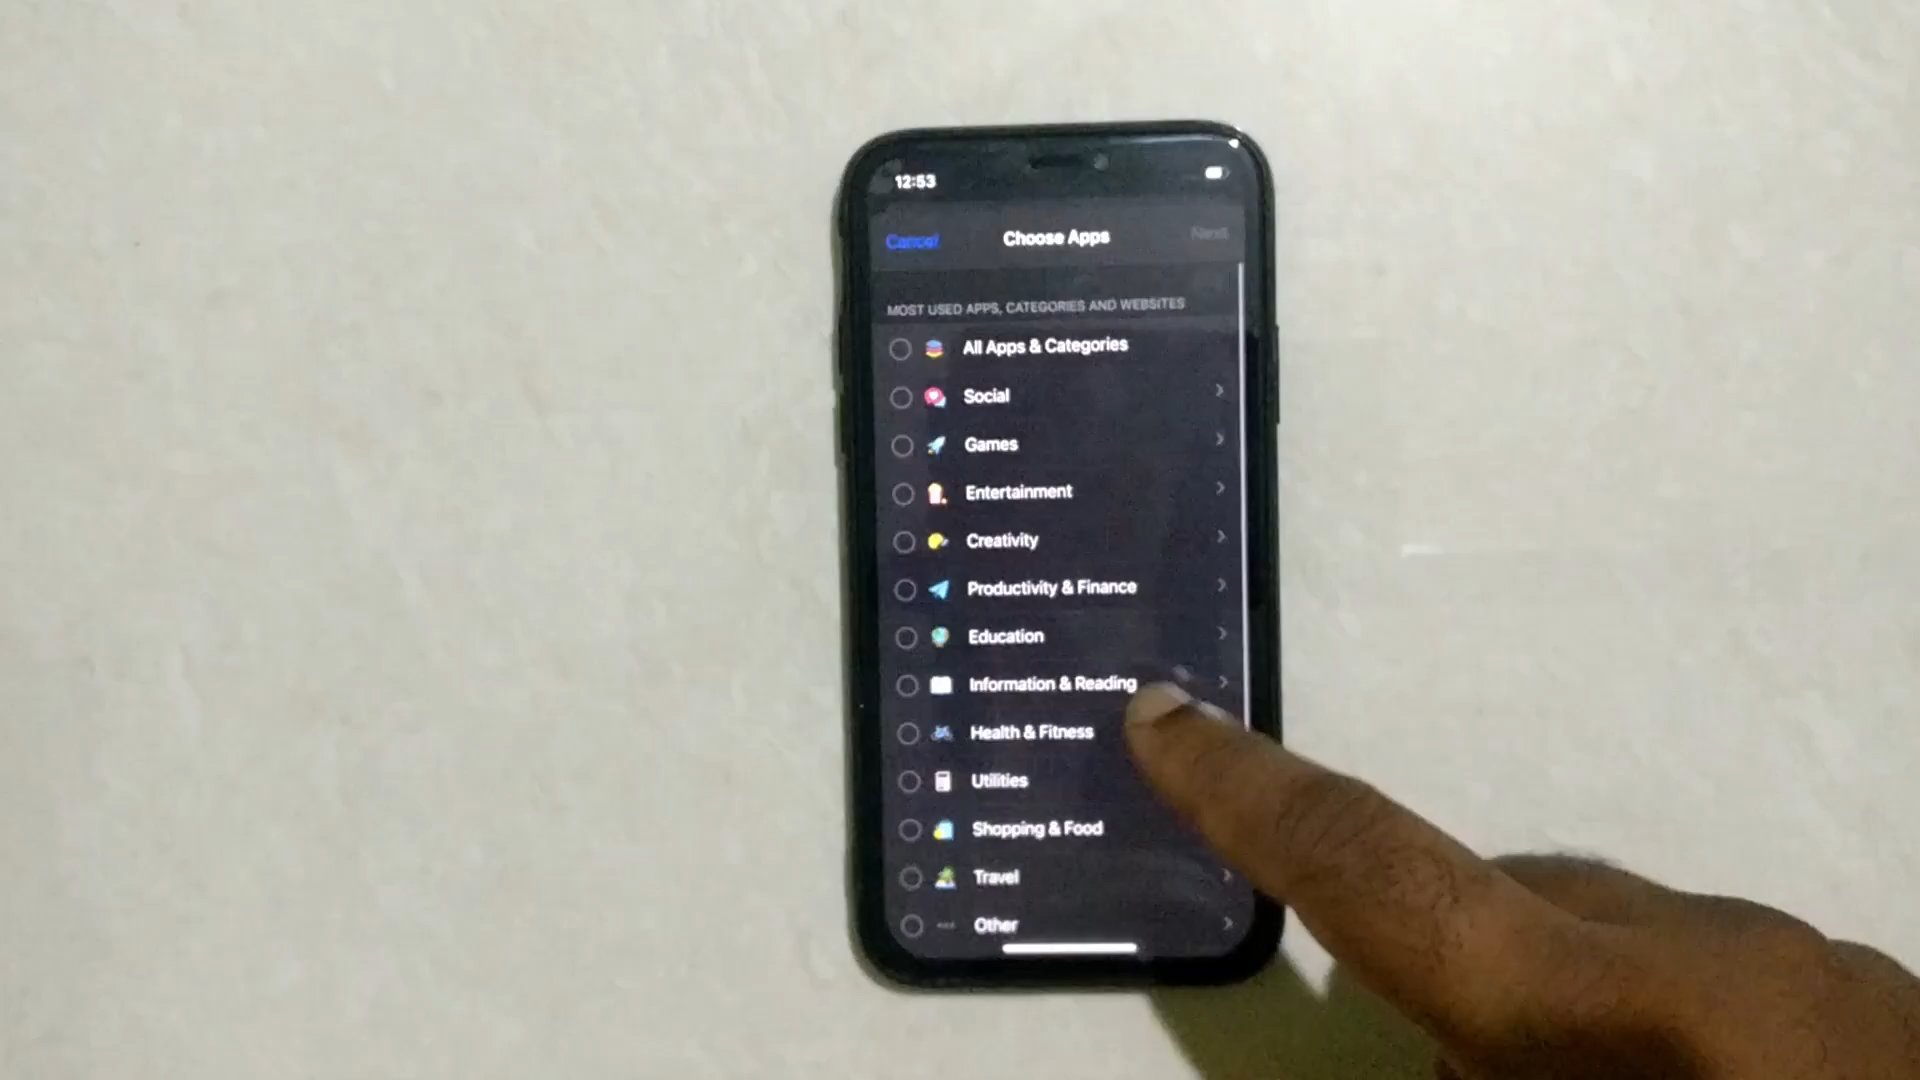 12:53
Cancel Choose Apps Next
MOST USED APPS, CATEGORIES AND WEBSITES
All Apps & Categories
Social
Games
Entertainment
Creativity
Productivity & Finance
Education
Information & Reading
Health & Fitness
Utilities
Shopping & Food
Travel
Other